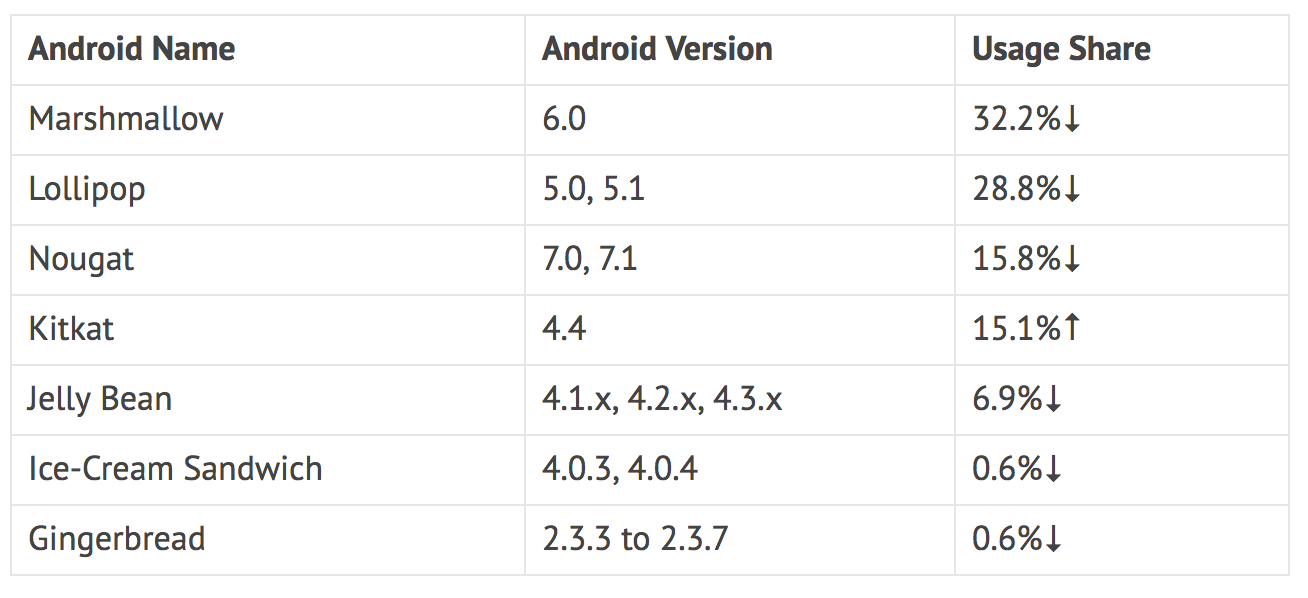 Android Name Android Version Usage Share
Marshmallow 6.0 32.2%↓
Lollipop 5.0, 5.1 28.8%↓
Nougat 7.0, 7.1 15.8%↓
Kitkat 4.4 15.1%↑
Jelly Bean 4.1.x, 4.2.x, 4.3.x 6.9%↓
Ice-Cream Sandwich 4.0.3, 4.0.4 0.6%↓
Gingerbread 2.3.3 to 2.3.7 0.6%↓